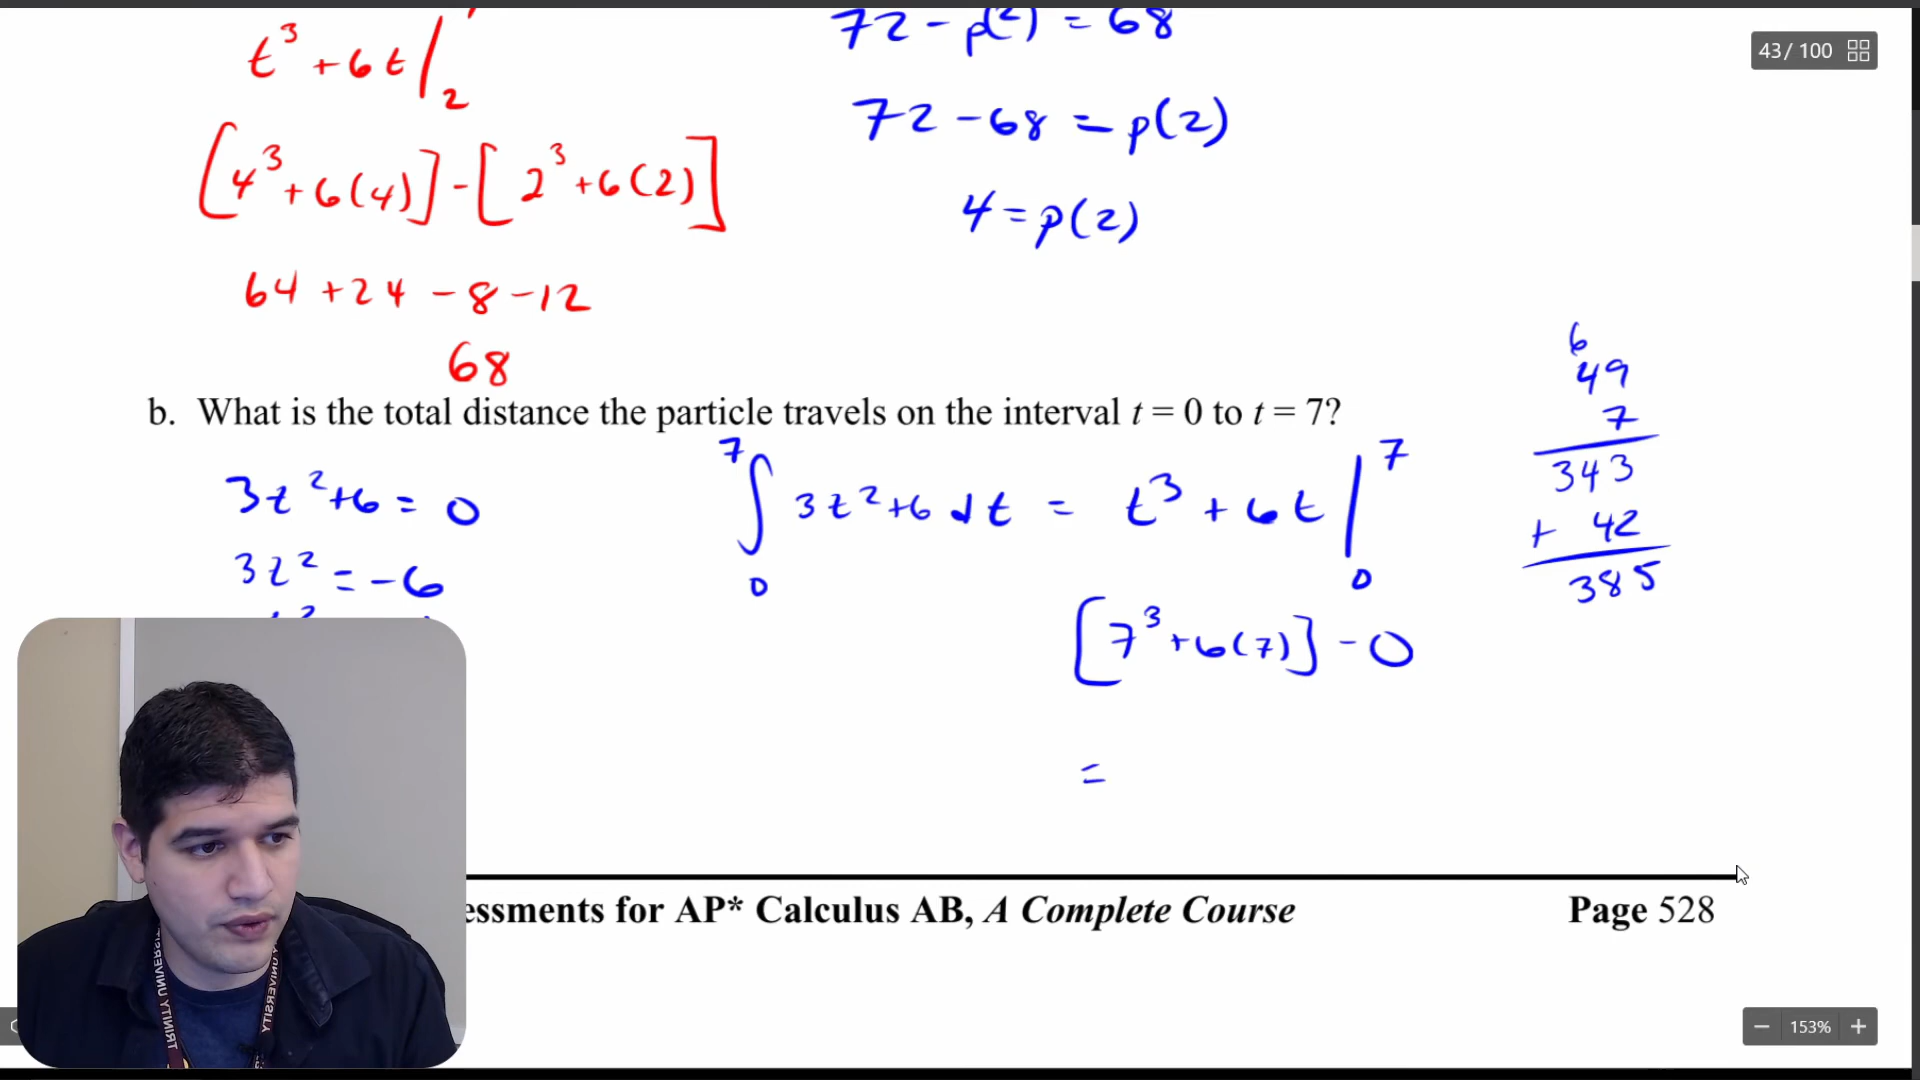 43 / 100
t³ + 6t |₂
[4³ + 6(4)] - [2³ + 6(2)]
64 + 24 - 8 - 12
68
72 - p(2) = 68
72 - 68 = p(2)
4 = p(2)
b. What is the total distance the particle travels on the interval t = 0 to t = 7?
3t² + 6 = 0
3t² = -6
∫₀⁷ 3t² + 6 dt = t³ + 6t |₀⁷
[7³ + 6(7)] - 0
=
6
49
7
343
+ 42
385
essments for AP* Calculus AB, A Complete Course
Page 528
TRINITY UNIVERSITY
UNIVERSITY
153%